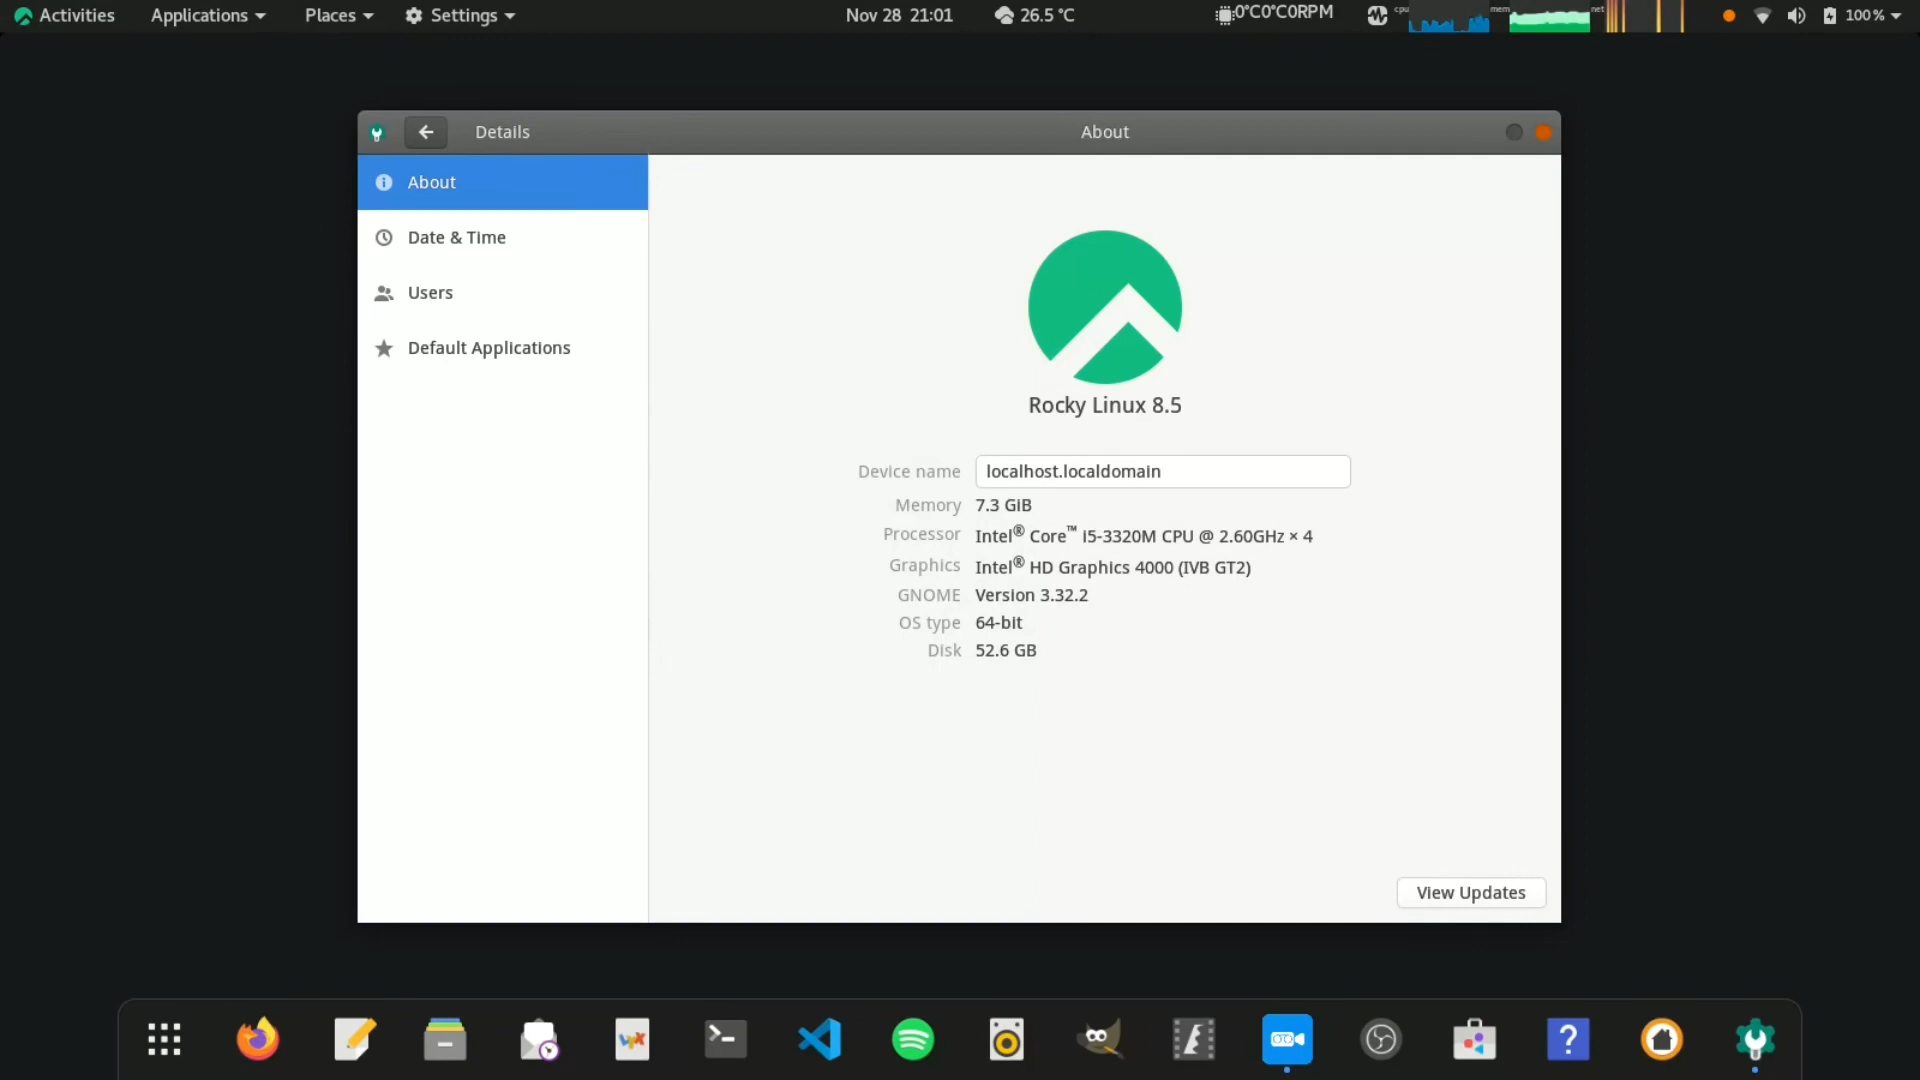 Activities Applications Places Settings Nov 28 21:01 26.5 °C 0°C0°C0RPM cpu mem net 100%
Details About
About
Date & Time
Users
Default Applications
Rocky Linux 8.5
Device name localhost.localdomain
Memory 7.3 GiB
Processor Intel® Core™ i5-3320M CPU @ 2.60GHz × 4
Graphics Intel® HD Graphics 4000 (IVB GT2)
GNOME Version 3.32.2
OS type 64-bit
Disk 52.6 GB
View Updates